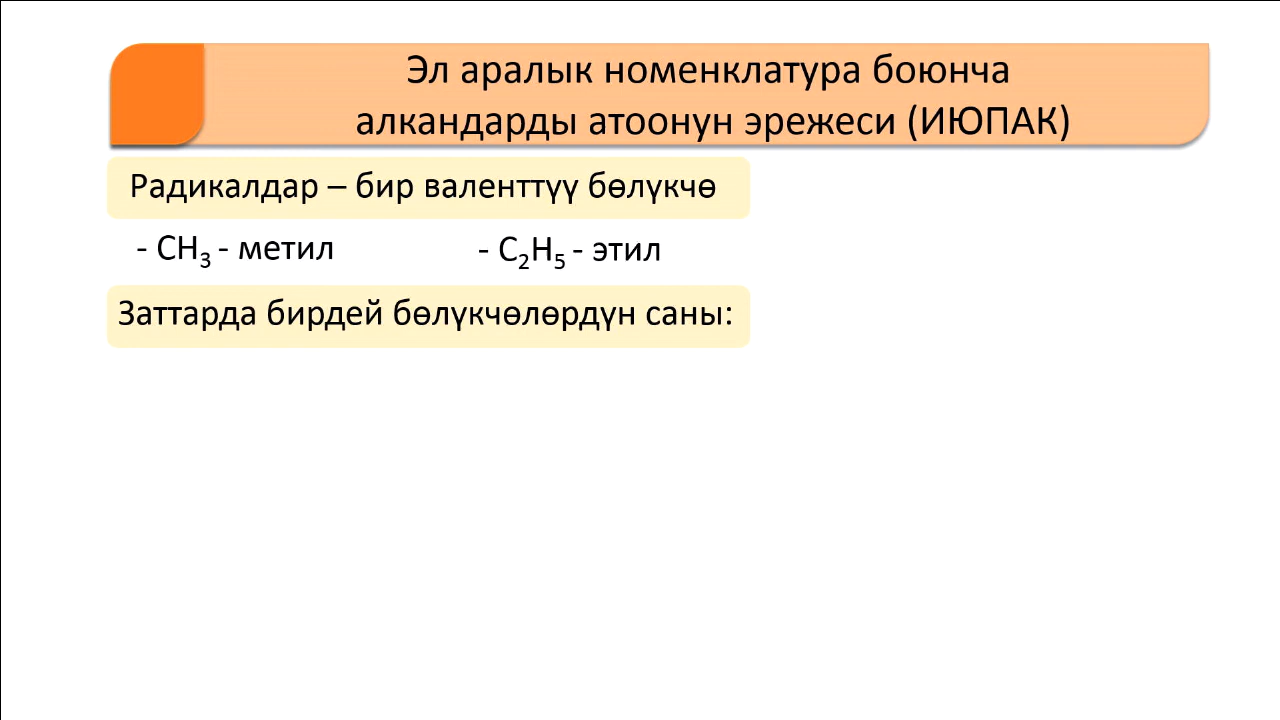 Эл аралык номенклатура боюнча
алкандарды атоонун эрежеси (ИЮПАК)
Радикалдар – бир валенттүү бөлүкчө
- CH₃ - метил - C₂H₅ - этил
Заттарда бирдей бөлүкчөлөрдүн саны: